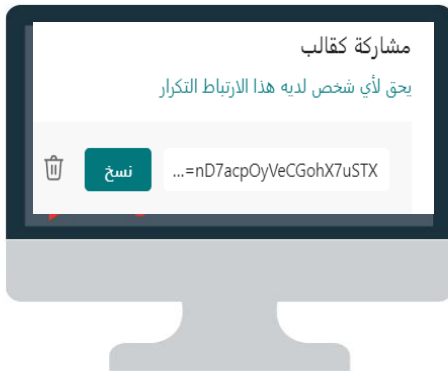 مشاركة كقالب
يحق لأي شخص لديه هذا الارتباط التكرار
...=nD7acpOyVeCGohX7uSTX
نسخ